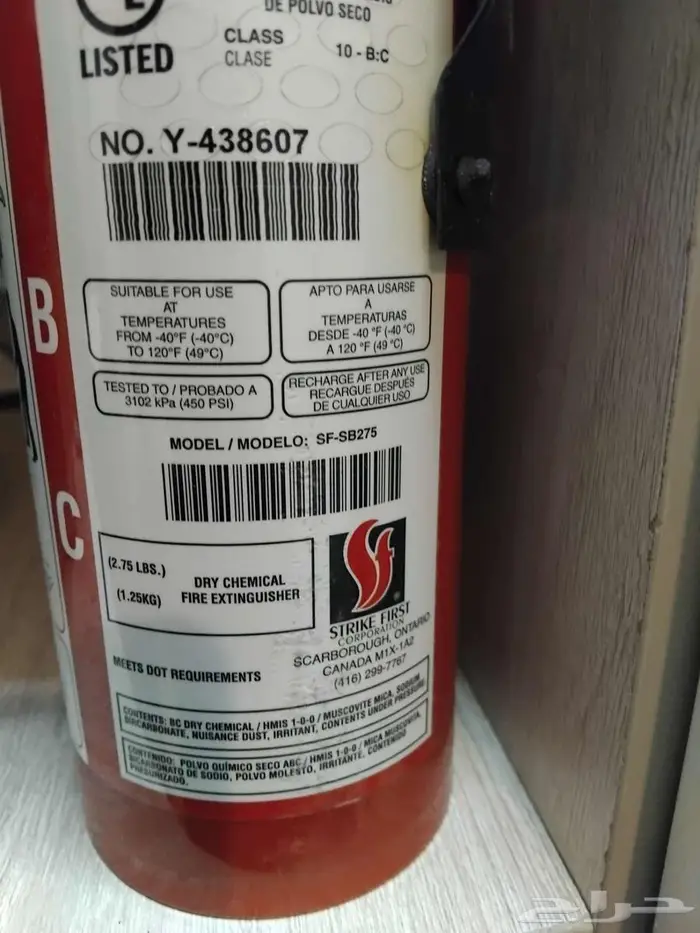 DE POLVO SECO
LISTED
CLASS
CLASE
10 - B:C
NO. Y-438607
B
SUITABLE FOR USE
AT
TEMPERATURES
FROM -40°F (-40°C)
TO 120°F (49°C)
APTO PARA USARSE
A
TEMPERATURAS
DESDE -40 °F (-40 °C)
A 120 °F (49 °C)
TESTED TO / PROBADO A
3102 kPa (450 PSI)
RECHARGE AFTER ANY USE
RECARGUE DESPUÉS
DE CUALQUIER USO
MODEL / MODELO: SF-SB275
C
(2.75 LBS.)
(1.25KG)
DRY CHEMICAL
FIRE EXTINGUISHER
STRIKE FIRST
CORPORATION
SCARBOROUGH, ONTARIO
CANADA M1X-1A2
(416) 299-7767
MEETS DOT REQUIREMENTS
CONTENTS: BC DRY CHEMICAL / HMIS 1-0-0 / MUSCOVITE MICA, SODIUM
BICARBONATE, NUISANCE DUST, IRRITANT, CONTENTS UNDER PRESSURE.
CONTENIDO: POLVO QUÍMICO SECO ABC / HMIS 1-0-0 / MICA MUSCOVITA,
BICARBONATO DE SODIO, POLVO MOLESTO, IRRITANTE, CONTENIDO
PRESURIZADO.
حراج